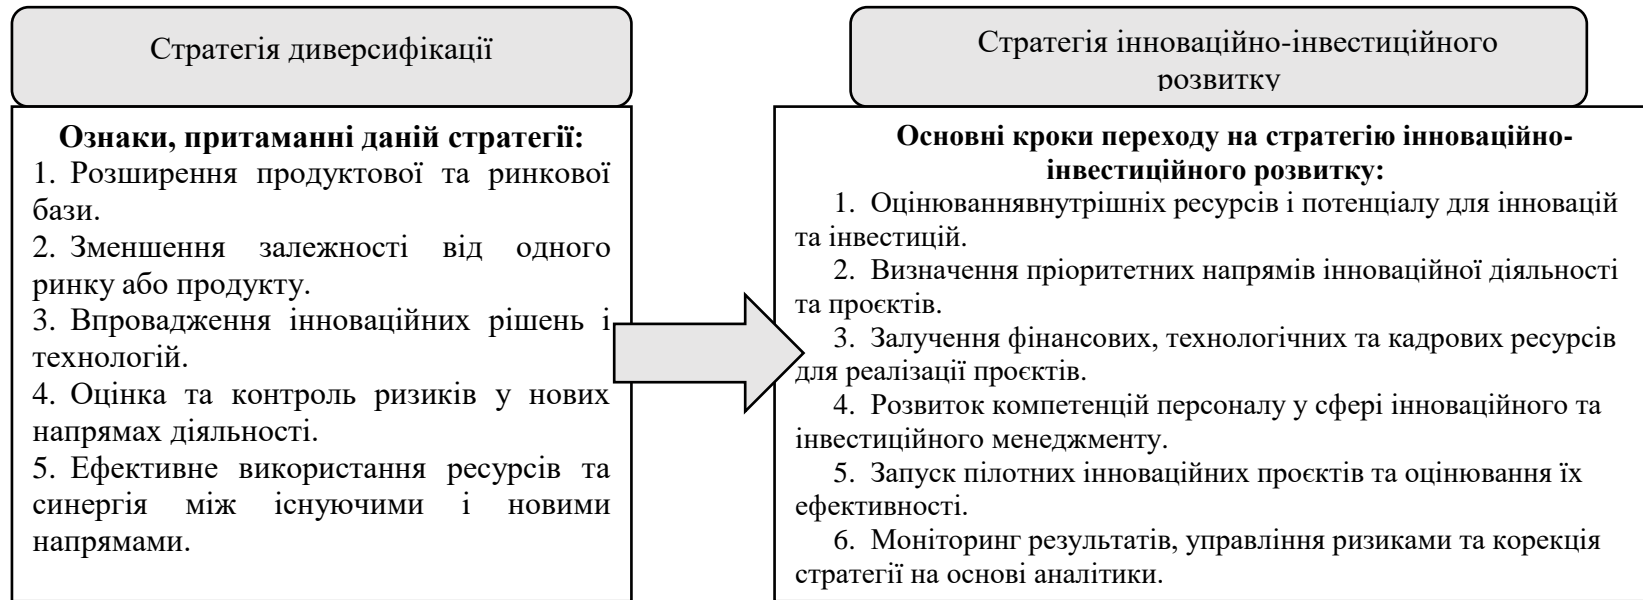 Стратегія диверсифікації
Ознаки, притаманні даній стратегії:
1. Розширення продуктової та ринкової
бази.
2. Зменшення залежності від одного
ринку або продукту.
3. Впровадження інноваційних рішень і
технологій.
4. Оцінка та контроль ризиків у нових
напрямах діяльності.
5. Ефективне використання ресурсів та
синергія між існуючими і новими
напрямами.
Стратегія інноваційно-інвестиційного
розвитку
Основні кроки переходу на стратегію інноваційно-
інвестиційного розвитку:
1. Оцінюваннявнутрішніх ресурсів і потенціалу для інновацій
та інвестицій.
2. Визначення пріоритетних напрямів інноваційної діяльності
та проєктів.
3. Залучення фінансових, технологічних та кадрових ресурсів
для реалізації проєктів.
4. Розвиток компетенцій персоналу у сфері інноваційного та
інвестиційного менеджменту.
5. Запуск пілотних інноваційних проєктів та оцінювання їх
ефективності.
6. Моніторинг результатів, управління ризиками та корекція
стратегії на основі аналітики.